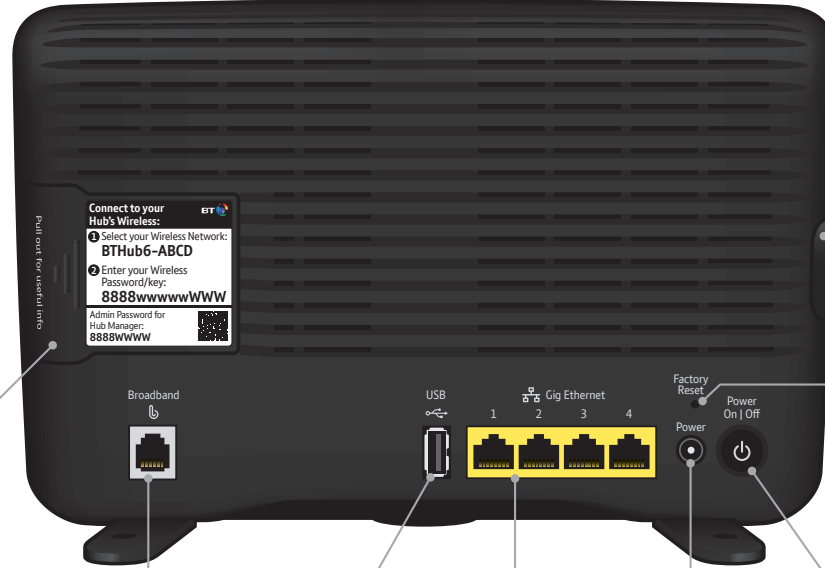 Connect to your
Hub's Wireless:
BT
1 Select your Wireless Network:
BTHub6-ABCD
2 Enter your Wireless
Password/key:
8888wwwwwWWW
Admin Password for
Hub Manager:
8888WWWW
Pull out for useful info
Broadband
USB
Gig Ethernet
1 2 3 4
Factory
Reset
Power
Power
On | Off